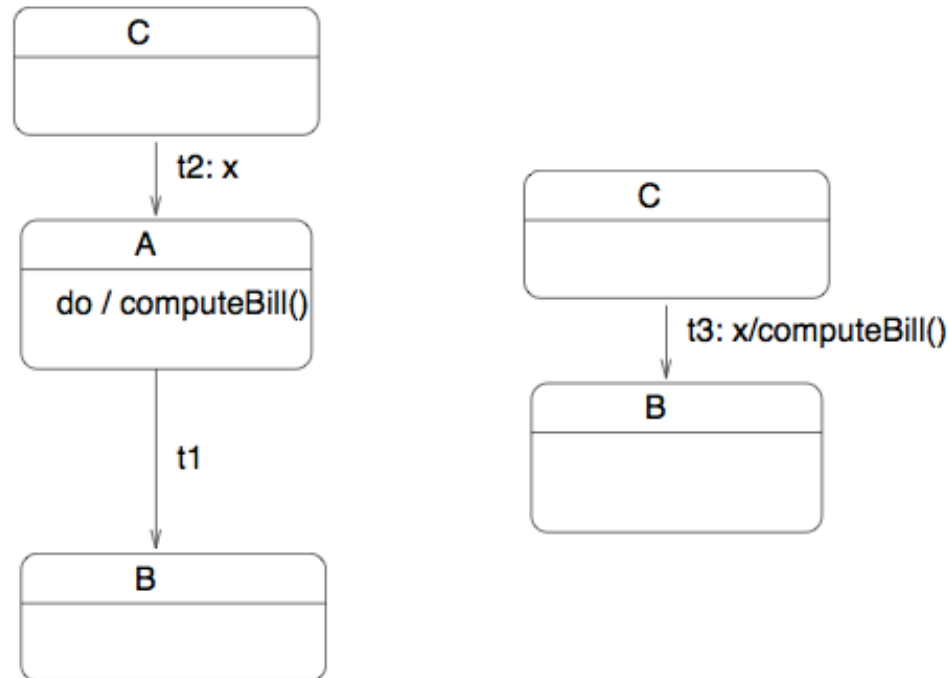 C
t2: x
A
do / computeBill()
t1
B
C
t3: x/computeBill()
B